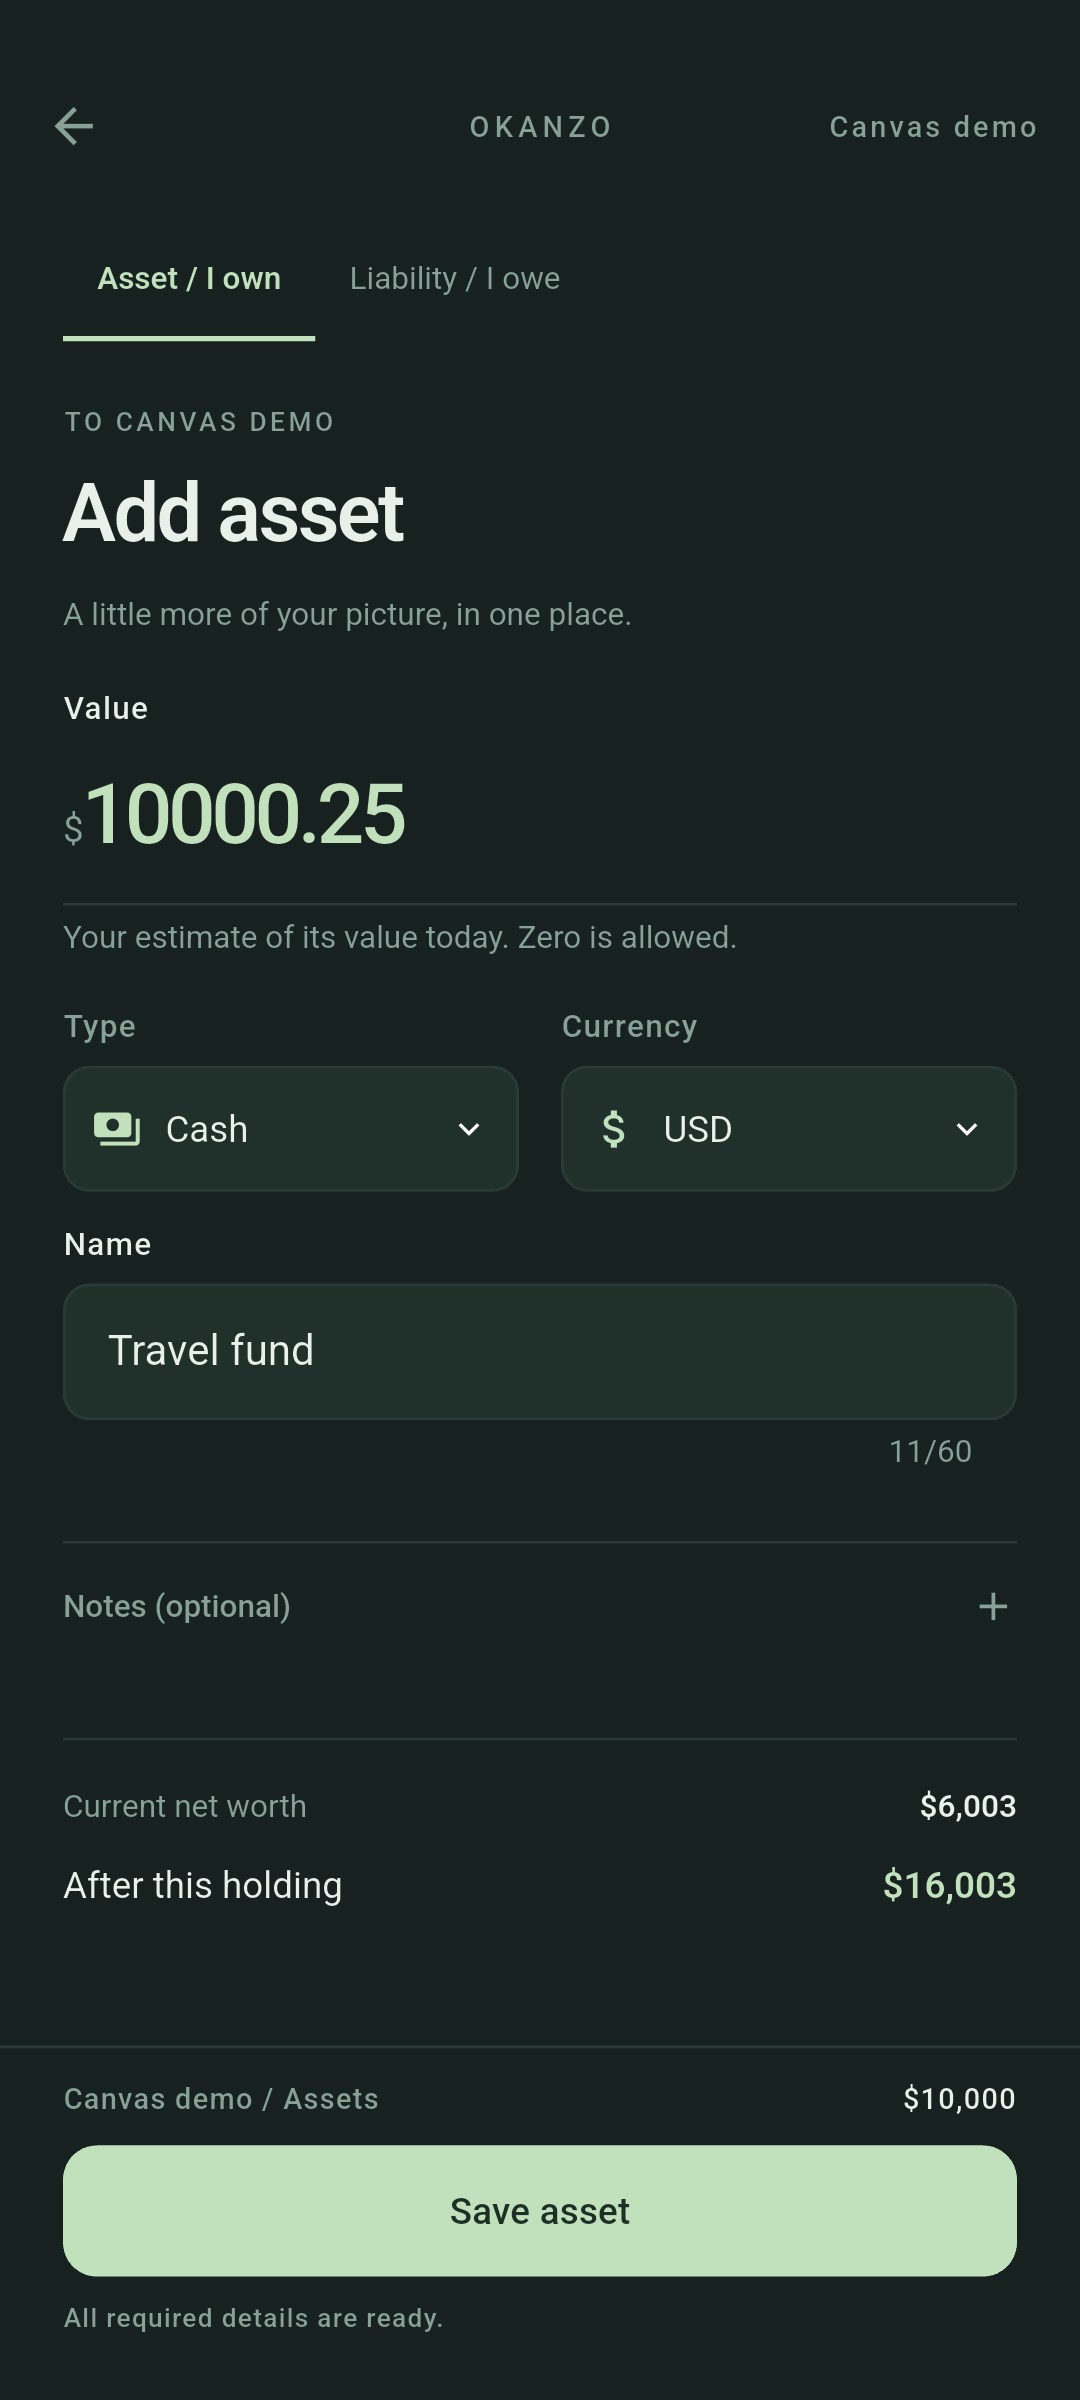 OKANZO Canvas demo
Asset / I own Liability / I owe
TO CANVAS DEMO
Add asset
A little more of your picture, in one place.
Value
$10000.25
Your estimate of its value today. Zero is allowed.
Type Currency
Cash USD
Name
Travel fund
11/60
Notes (optional)
Current net worth $6,003
After this holding $16,003
Canvas demo / Assets $10,000
Save asset
All required details are ready.